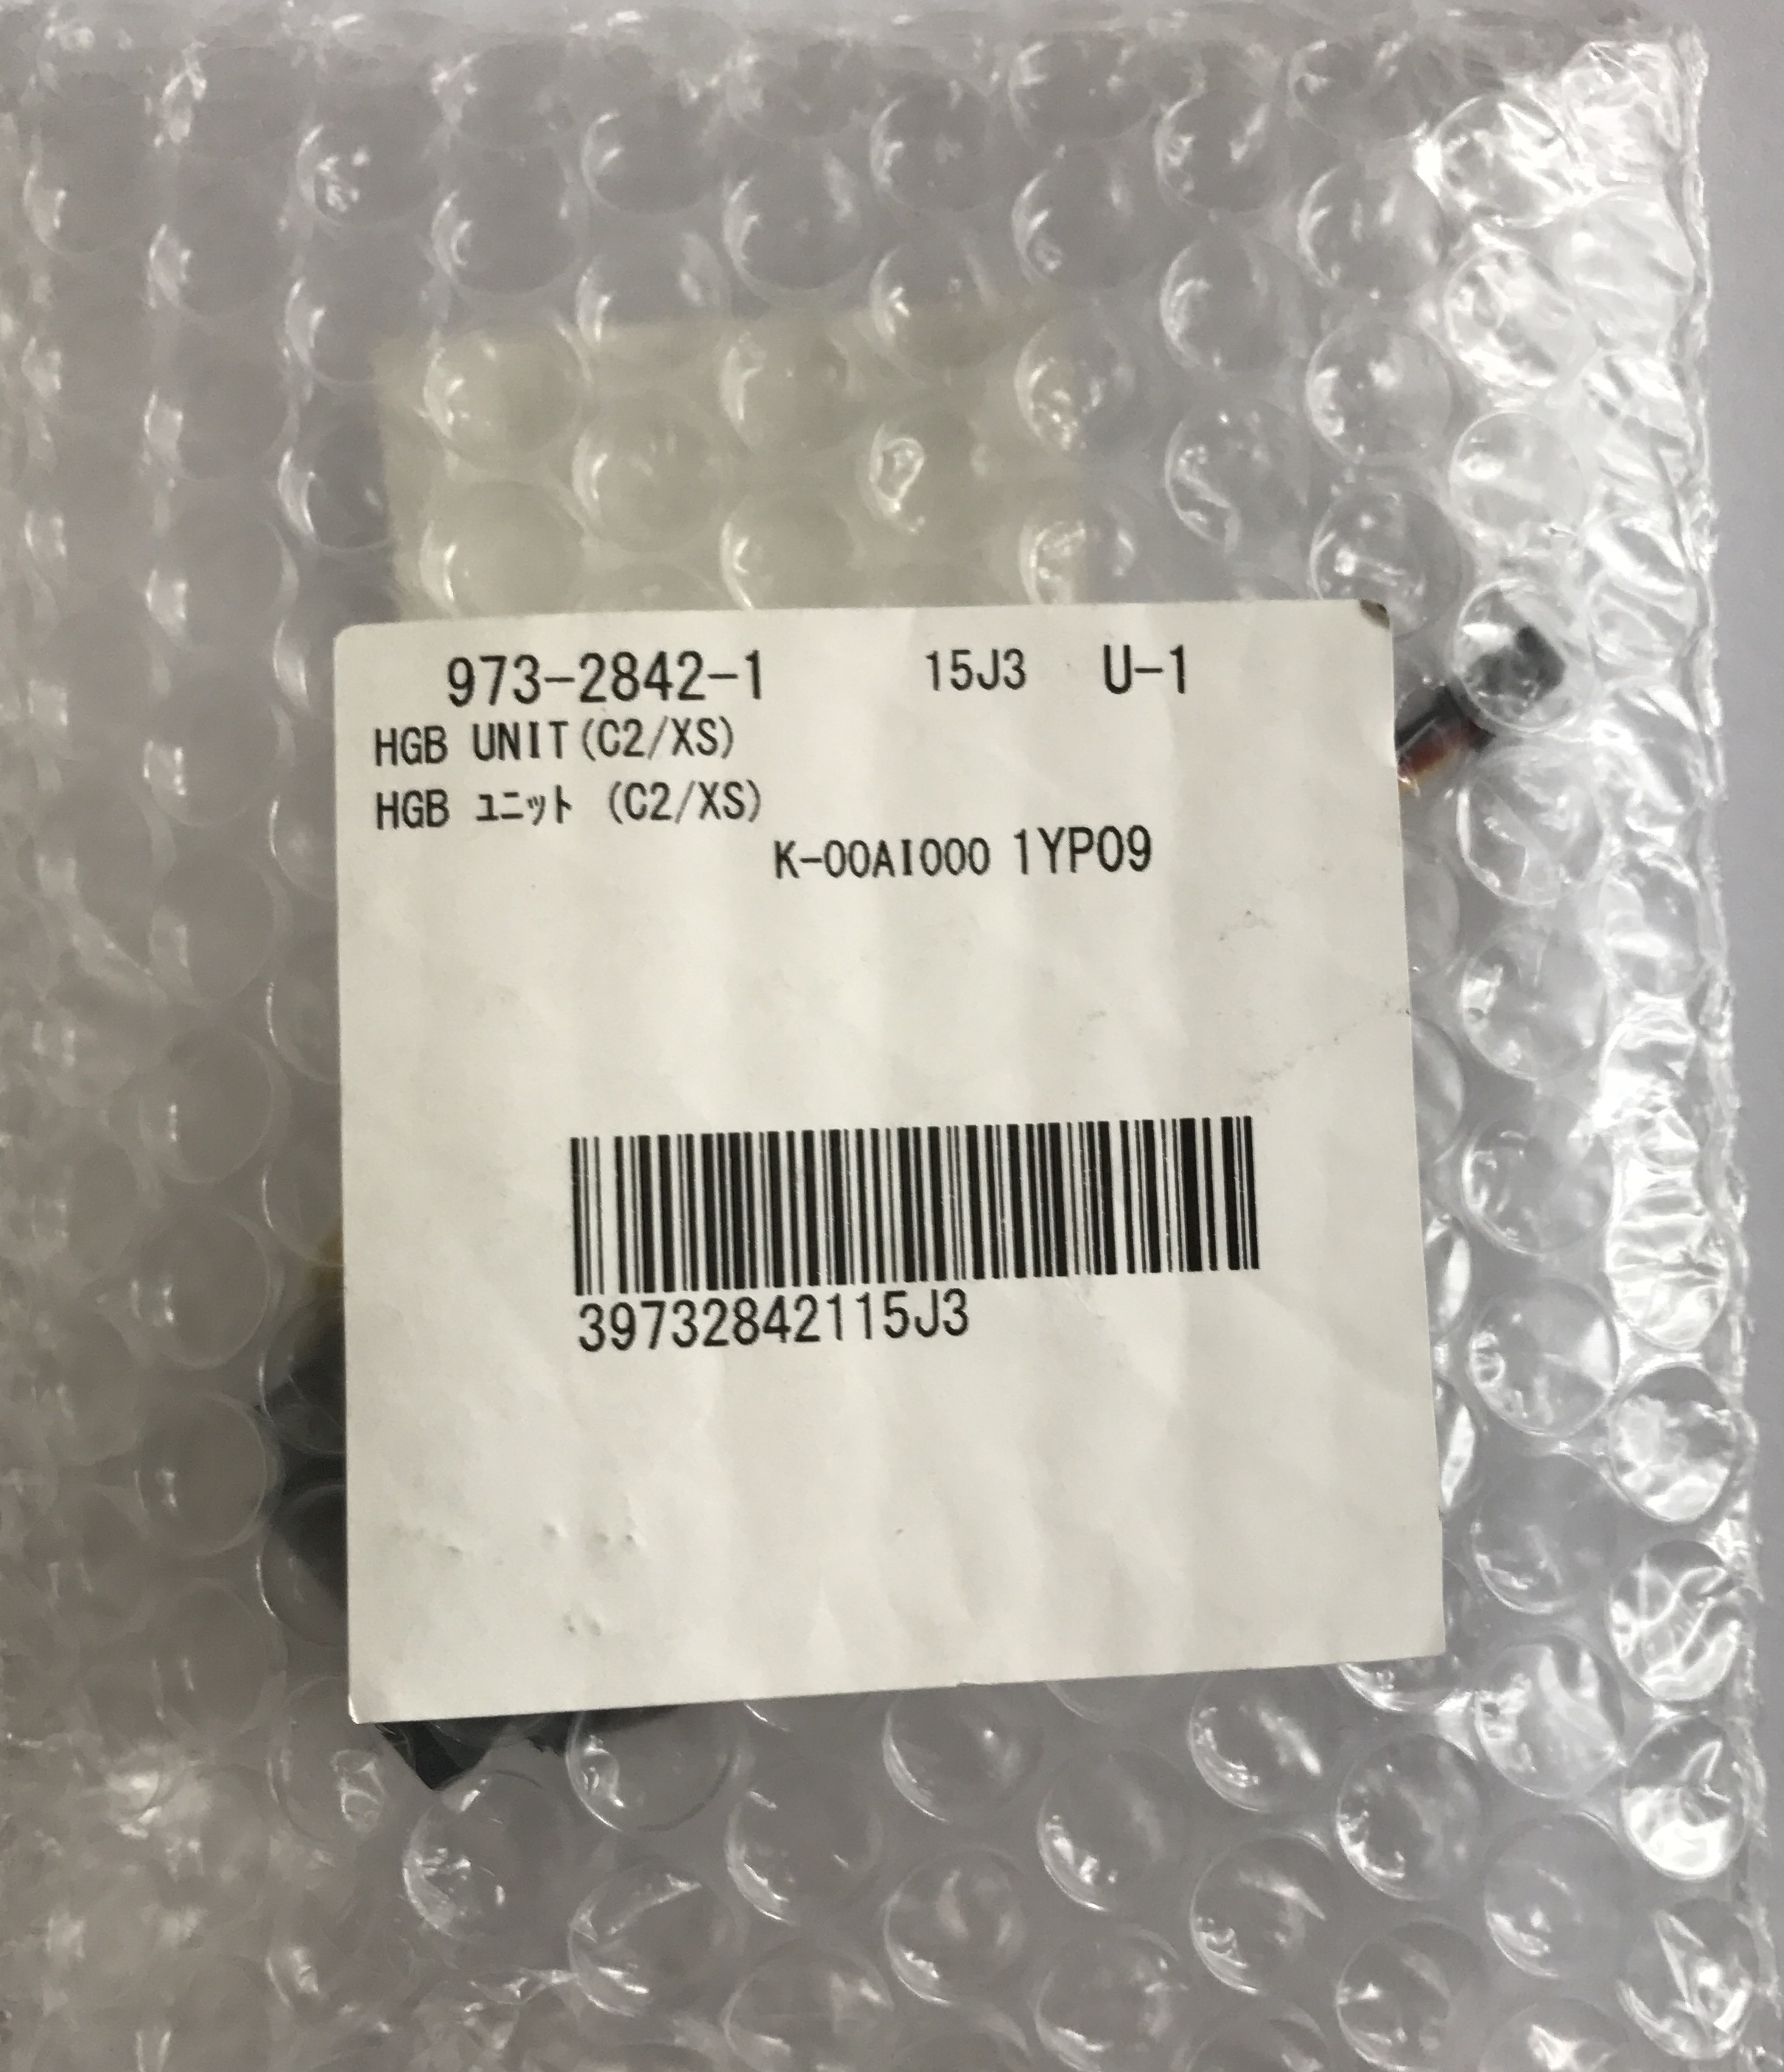 973-2842-1 15J3 U-1
HGB UNIT(C2/XS)
HGB ﾕﾆｯﾄ (C2/XS)
K-00AI000 1YP09
39732842115J3